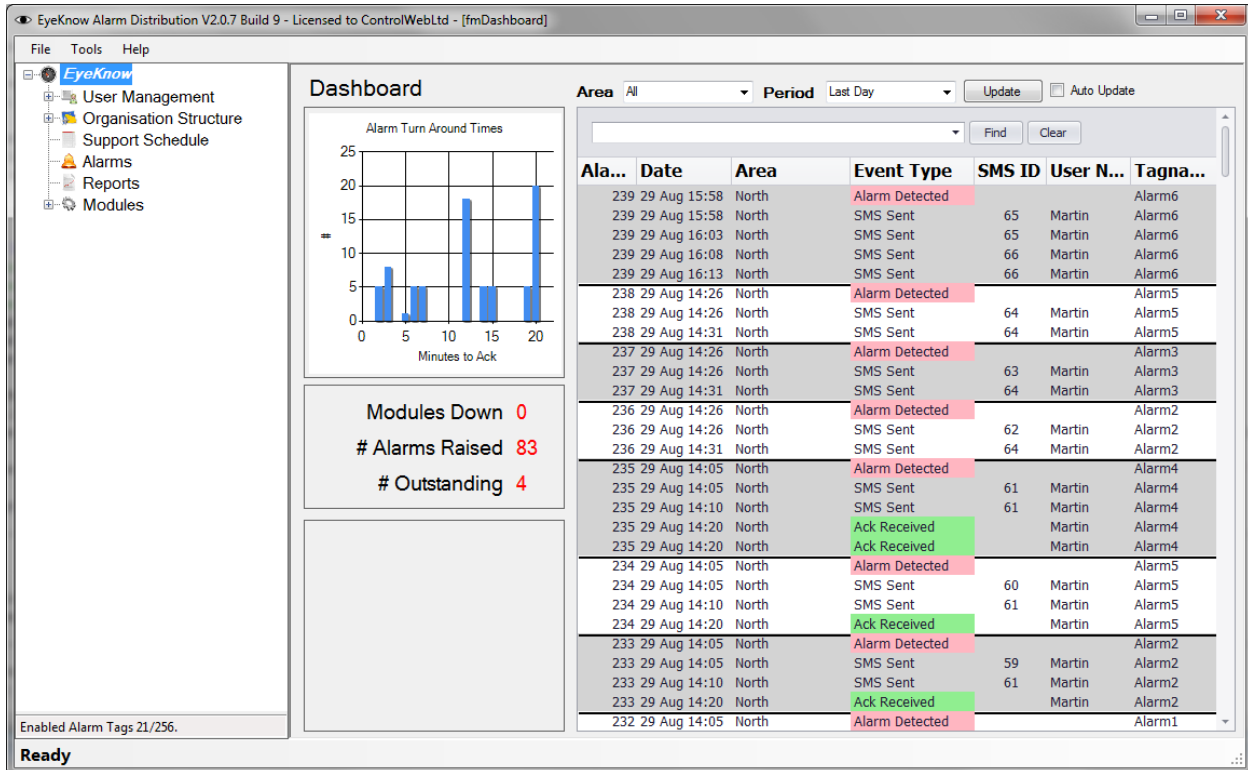 EyeKnow Alarm Distribution V2.0.7 Build 9 - Licensed to ControlWebLtd - [fmDashboard]
File Tools Help
EyeKnow
User Management
Organisation Structure
Support Schedule
Alarms
Reports
Modules
Enabled Alarm Tags 21/256.
Dashboard
Alarm Turn Around Times
#
25
20
15
10
5
0
0 5 10 15 20
Minutes to Ack
Modules Down 0
# Alarms Raised 83
# Outstanding 4
Area All Period Last Day Update Auto Update
Find Clear
Ala... Date Area Event Type SMS ID User N... Tagna...
239 29 Aug 15:58 North Alarm Detected Alarm6
239 29 Aug 15:58 North SMS Sent 65 Martin Alarm6
239 29 Aug 16:03 North SMS Sent 65 Martin Alarm6
239 29 Aug 16:08 North SMS Sent 66 Martin Alarm6
239 29 Aug 16:13 North SMS Sent 66 Martin Alarm6
238 29 Aug 14:26 North Alarm Detected Alarm5
238 29 Aug 14:26 North SMS Sent 64 Martin Alarm5
238 29 Aug 14:31 North SMS Sent 64 Martin Alarm5
237 29 Aug 14:26 North Alarm Detected Alarm3
237 29 Aug 14:26 North SMS Sent 63 Martin Alarm3
237 29 Aug 14:31 North SMS Sent 64 Martin Alarm3
236 29 Aug 14:26 North Alarm Detected Alarm2
236 29 Aug 14:26 North SMS Sent 62 Martin Alarm2
236 29 Aug 14:31 North SMS Sent 64 Martin Alarm2
235 29 Aug 14:05 North Alarm Detected Alarm4
235 29 Aug 14:05 North SMS Sent 61 Martin Alarm4
235 29 Aug 14:10 North SMS Sent 61 Martin Alarm4
235 29 Aug 14:20 North Ack Received Martin Alarm4
235 29 Aug 14:20 North Ack Received Martin Alarm4
234 29 Aug 14:05 North Alarm Detected Alarm5
234 29 Aug 14:05 North SMS Sent 60 Martin Alarm5
234 29 Aug 14:10 North SMS Sent 61 Martin Alarm5
234 29 Aug 14:20 North Ack Received Martin Alarm5
233 29 Aug 14:05 North Alarm Detected Alarm2
233 29 Aug 14:05 North SMS Sent 59 Martin Alarm2
233 29 Aug 14:10 North SMS Sent 61 Martin Alarm2
233 29 Aug 14:20 North Ack Received Martin Alarm2
232 29 Aug 14:05 North Alarm Detected Alarm1
Ready